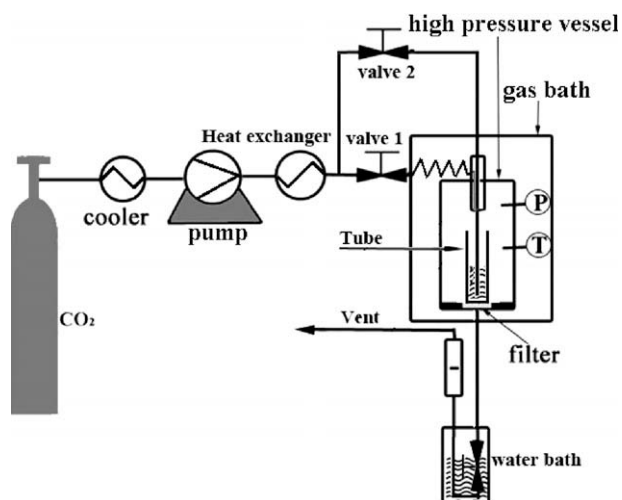 high pressure vessel
valve 2
gas bath
Heat exchanger
valve 1
cooler
pump
P
Tube
T
CO₂
Vent
filter
water bath